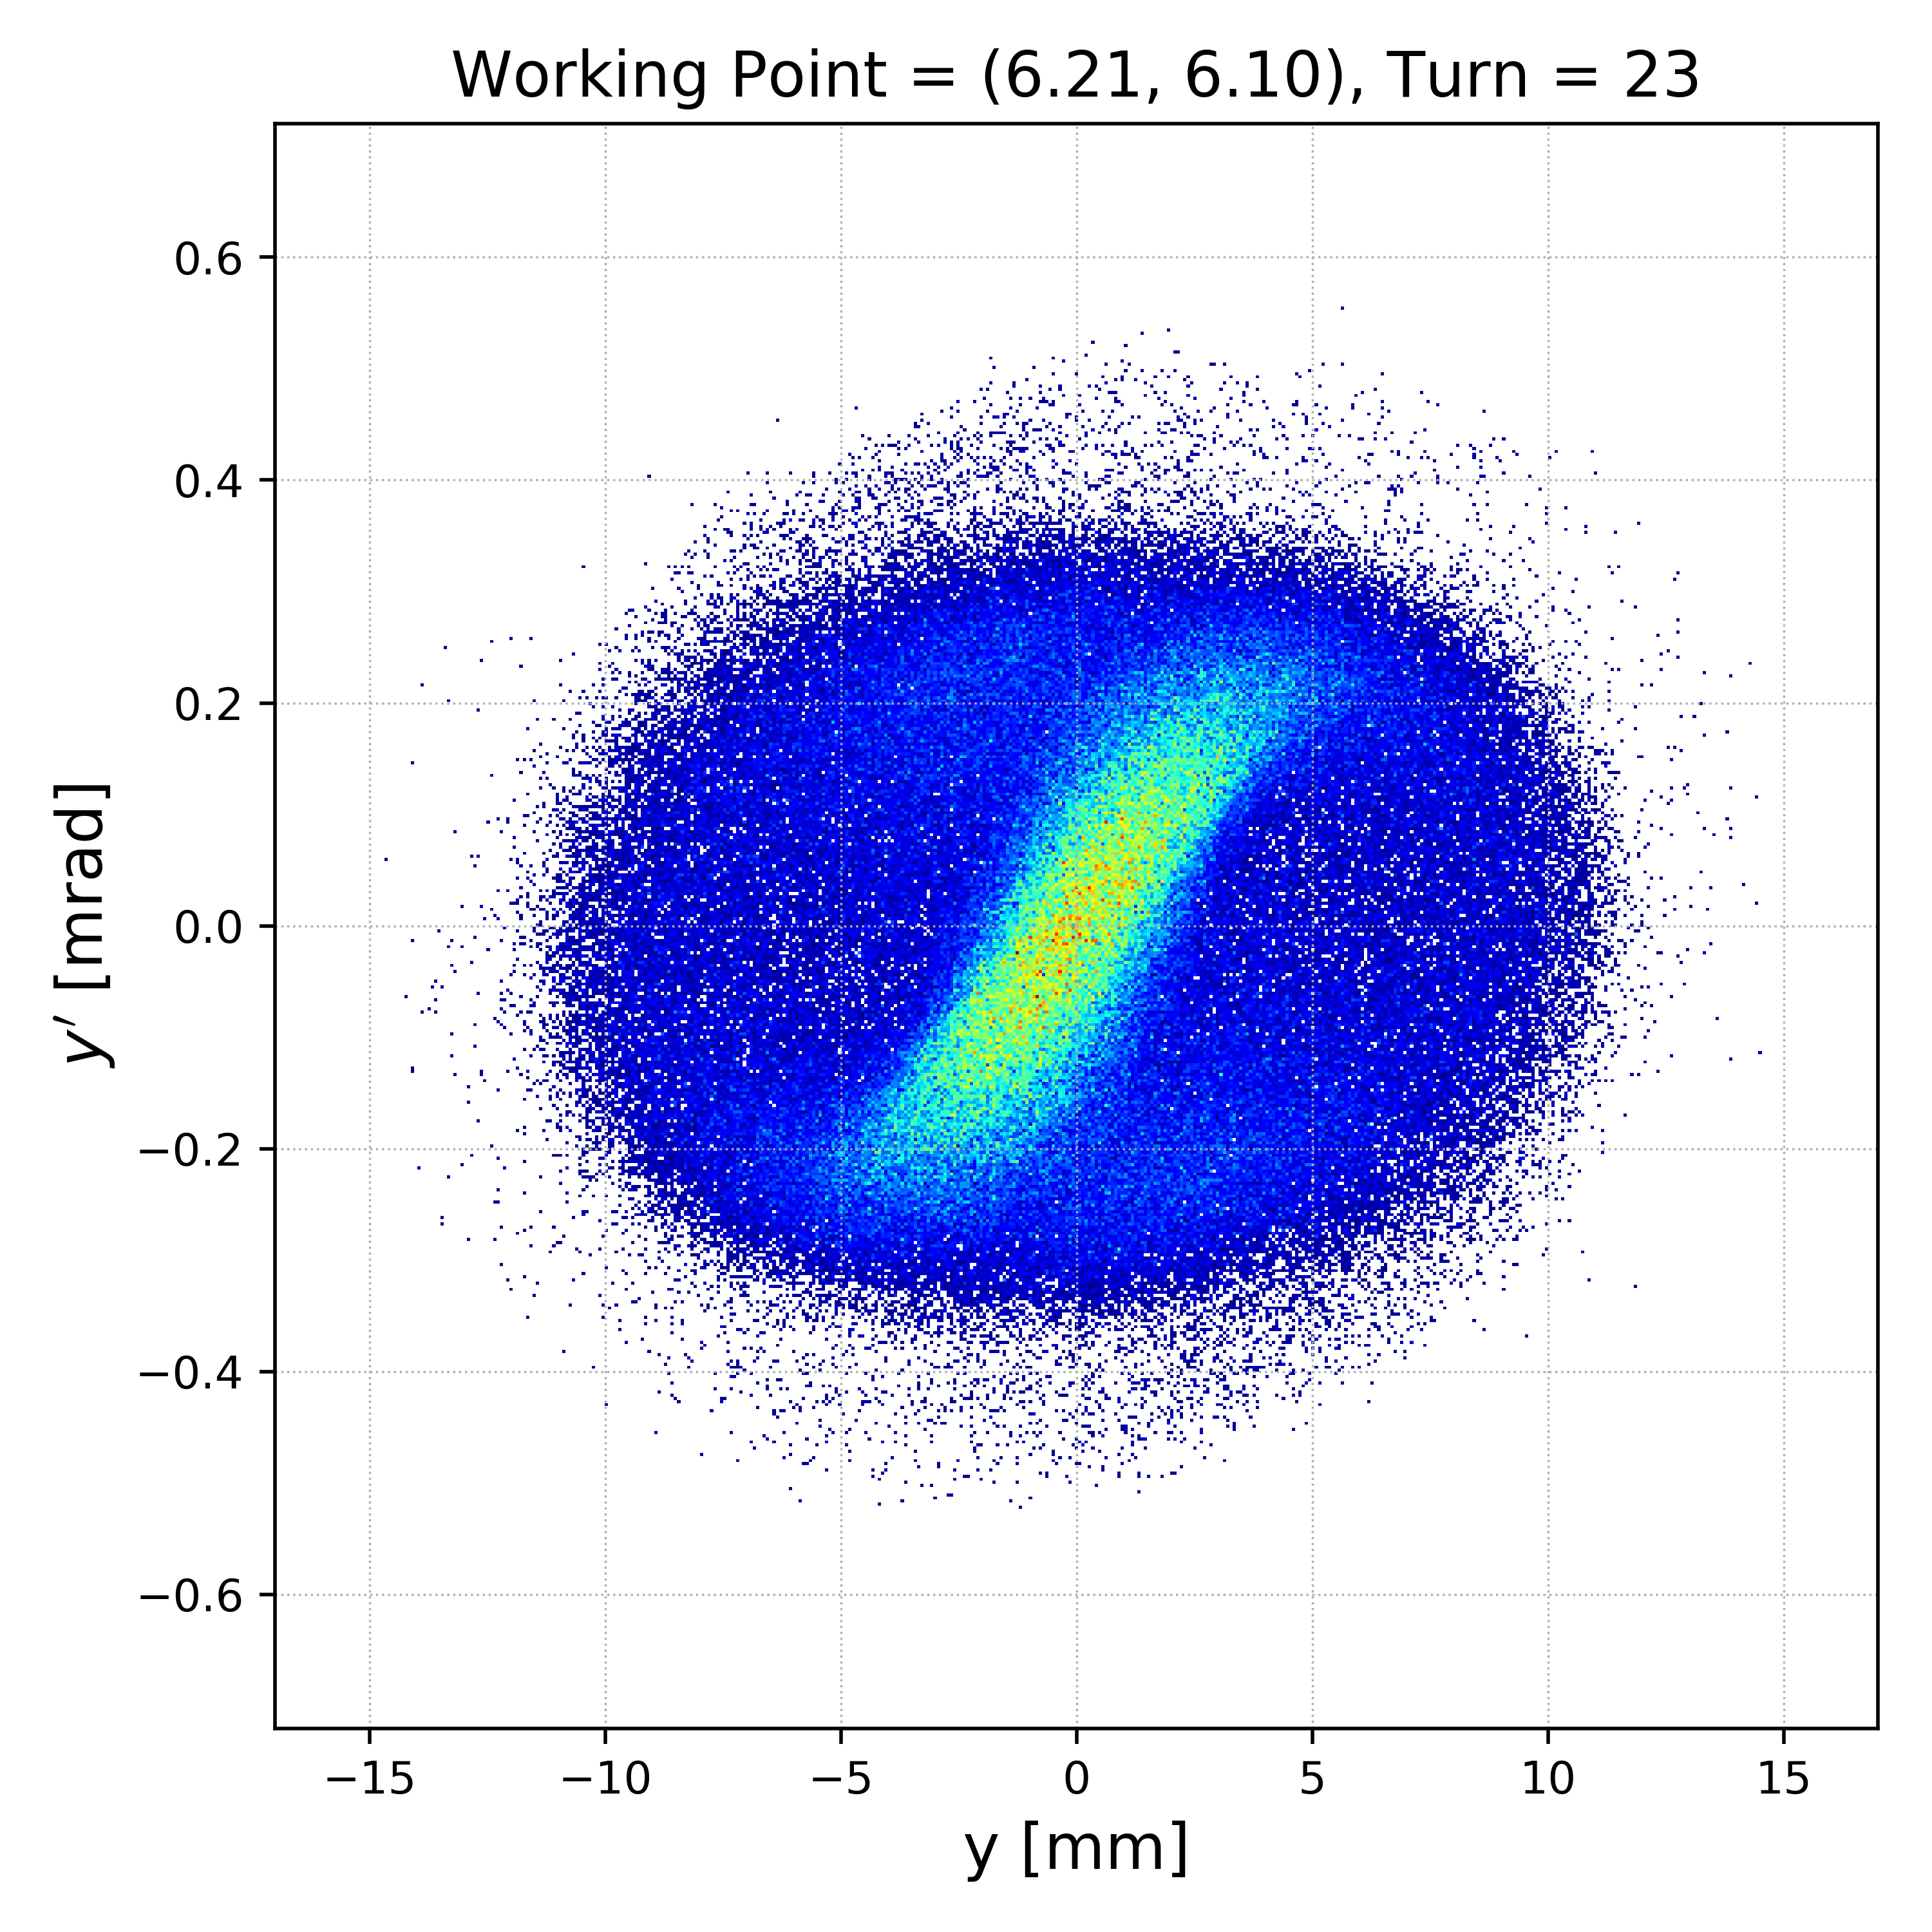 Working Point = (6.21, 6.10), Turn = 23
0.6
0.4
0.2
0.0
−0.2
−0.4
−0.6
y′ [mrad]
−15 −10 −5 0 5 10 15
y [mm]